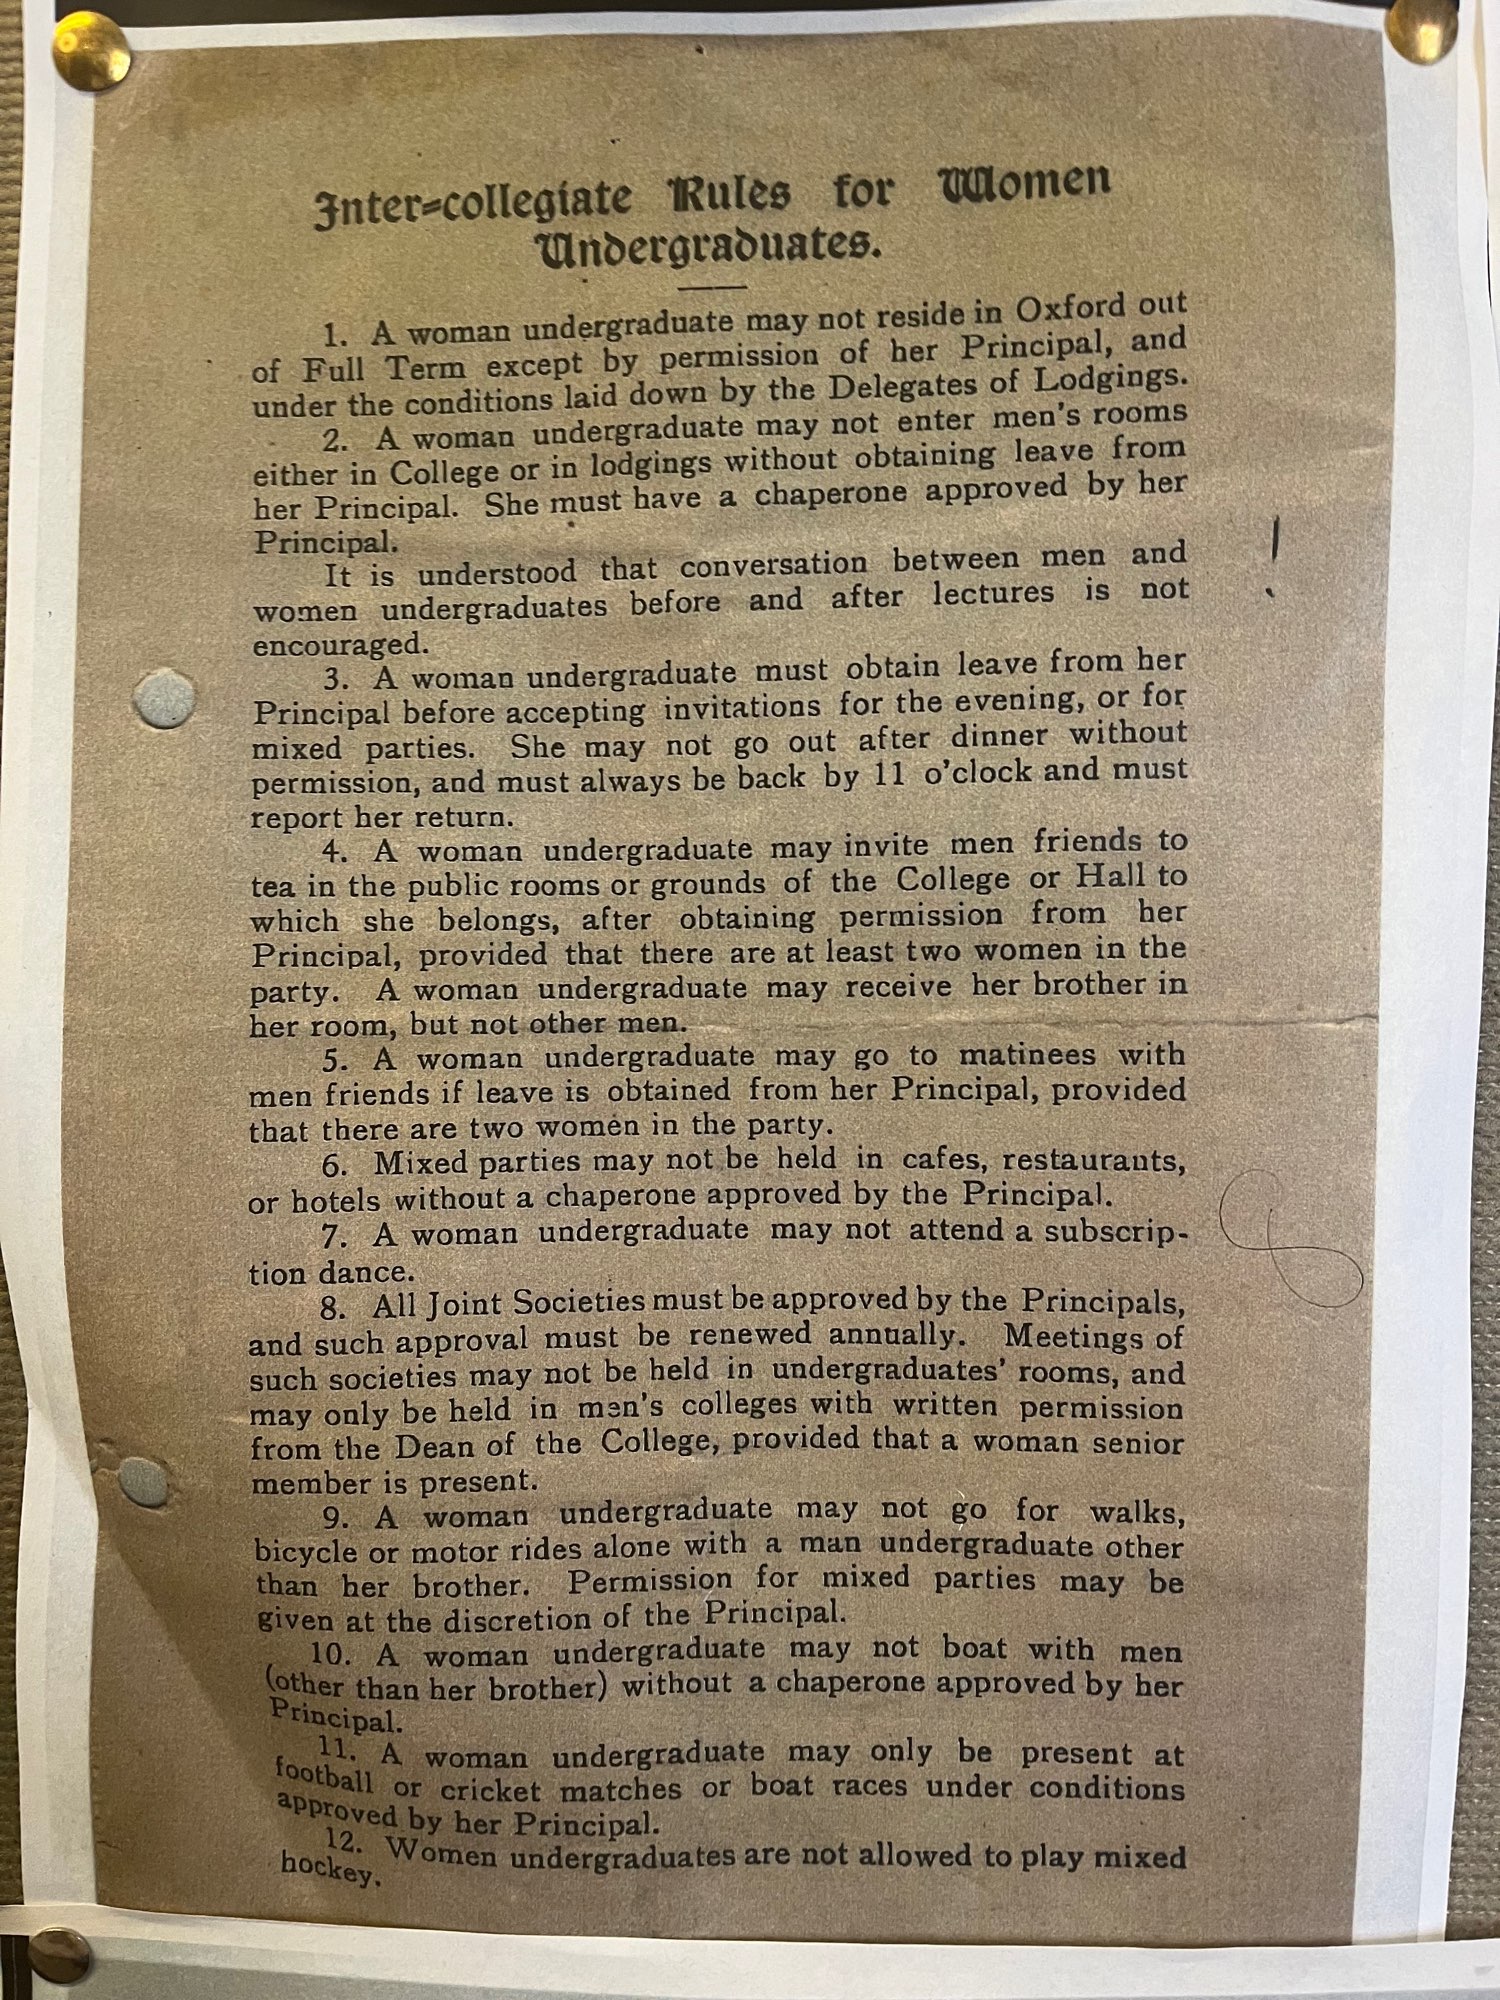 Inter-collegiate Rules for Women
Undergraduates.
1. A woman undergraduate may not reside in Oxford out
of Full Term except by permission of her Principal, and
under the conditions laid down by the Delegates of Lodgings.
2. A woman undergraduate may not enter men's rooms
either in College or in lodgings without obtaining leave from
her Principal. She must have a chaperone approved by her
Principal.
It is understood that conversation between men and
women undergraduates before and after lectures is not
encouraged.
!
3. A woman undergraduate must obtain leave from her
Principal before accepting invitations for the evening, or for
mixed parties. She may not go out after dinner without
permission, and must always be back by 11 o'clock and must
report her return.
4. A woman undergraduate may invite men friends to
tea in the public rooms or grounds of the College or Hall to
which she belongs, after obtaining permission from her
Principal, provided that there are at least two women in the
party. A woman undergraduate may receive her brother in
her room, but not other men.
5. A woman undergraduate may go to matinees with
men friends if leave is obtained from her Principal, provided
that there are two women in the party.
6. Mixed parties may not be held in cafes, restaurants,
or hotels without a chaperone approved by the Principal.
7. A woman undergraduate may not attend a subscrip-
tion dance.
8. All Joint Societies must be approved by the Principals,
and such approval must be renewed annually. Meetings of
such societies may not be held in undergraduates' rooms, and
may only be held in men's colleges with written permission
from the Dean of the College, provided that a woman senior
member is present.
9. A woman undergraduate may not go for walks,
bicycle or motor rides alone with a man undergraduate other
than her brother. Permission for mixed parties may be
given at the discretion of the Principal.
10. A woman undergraduate may not boat with men
(other than her brother) without a chaperone approved by her
Principal.
11. A woman undergraduate may only be present at
football or cricket matches or boat races under conditions
approved by her Principal.
12. Women undergraduates are not allowed to play mixed
hockey.